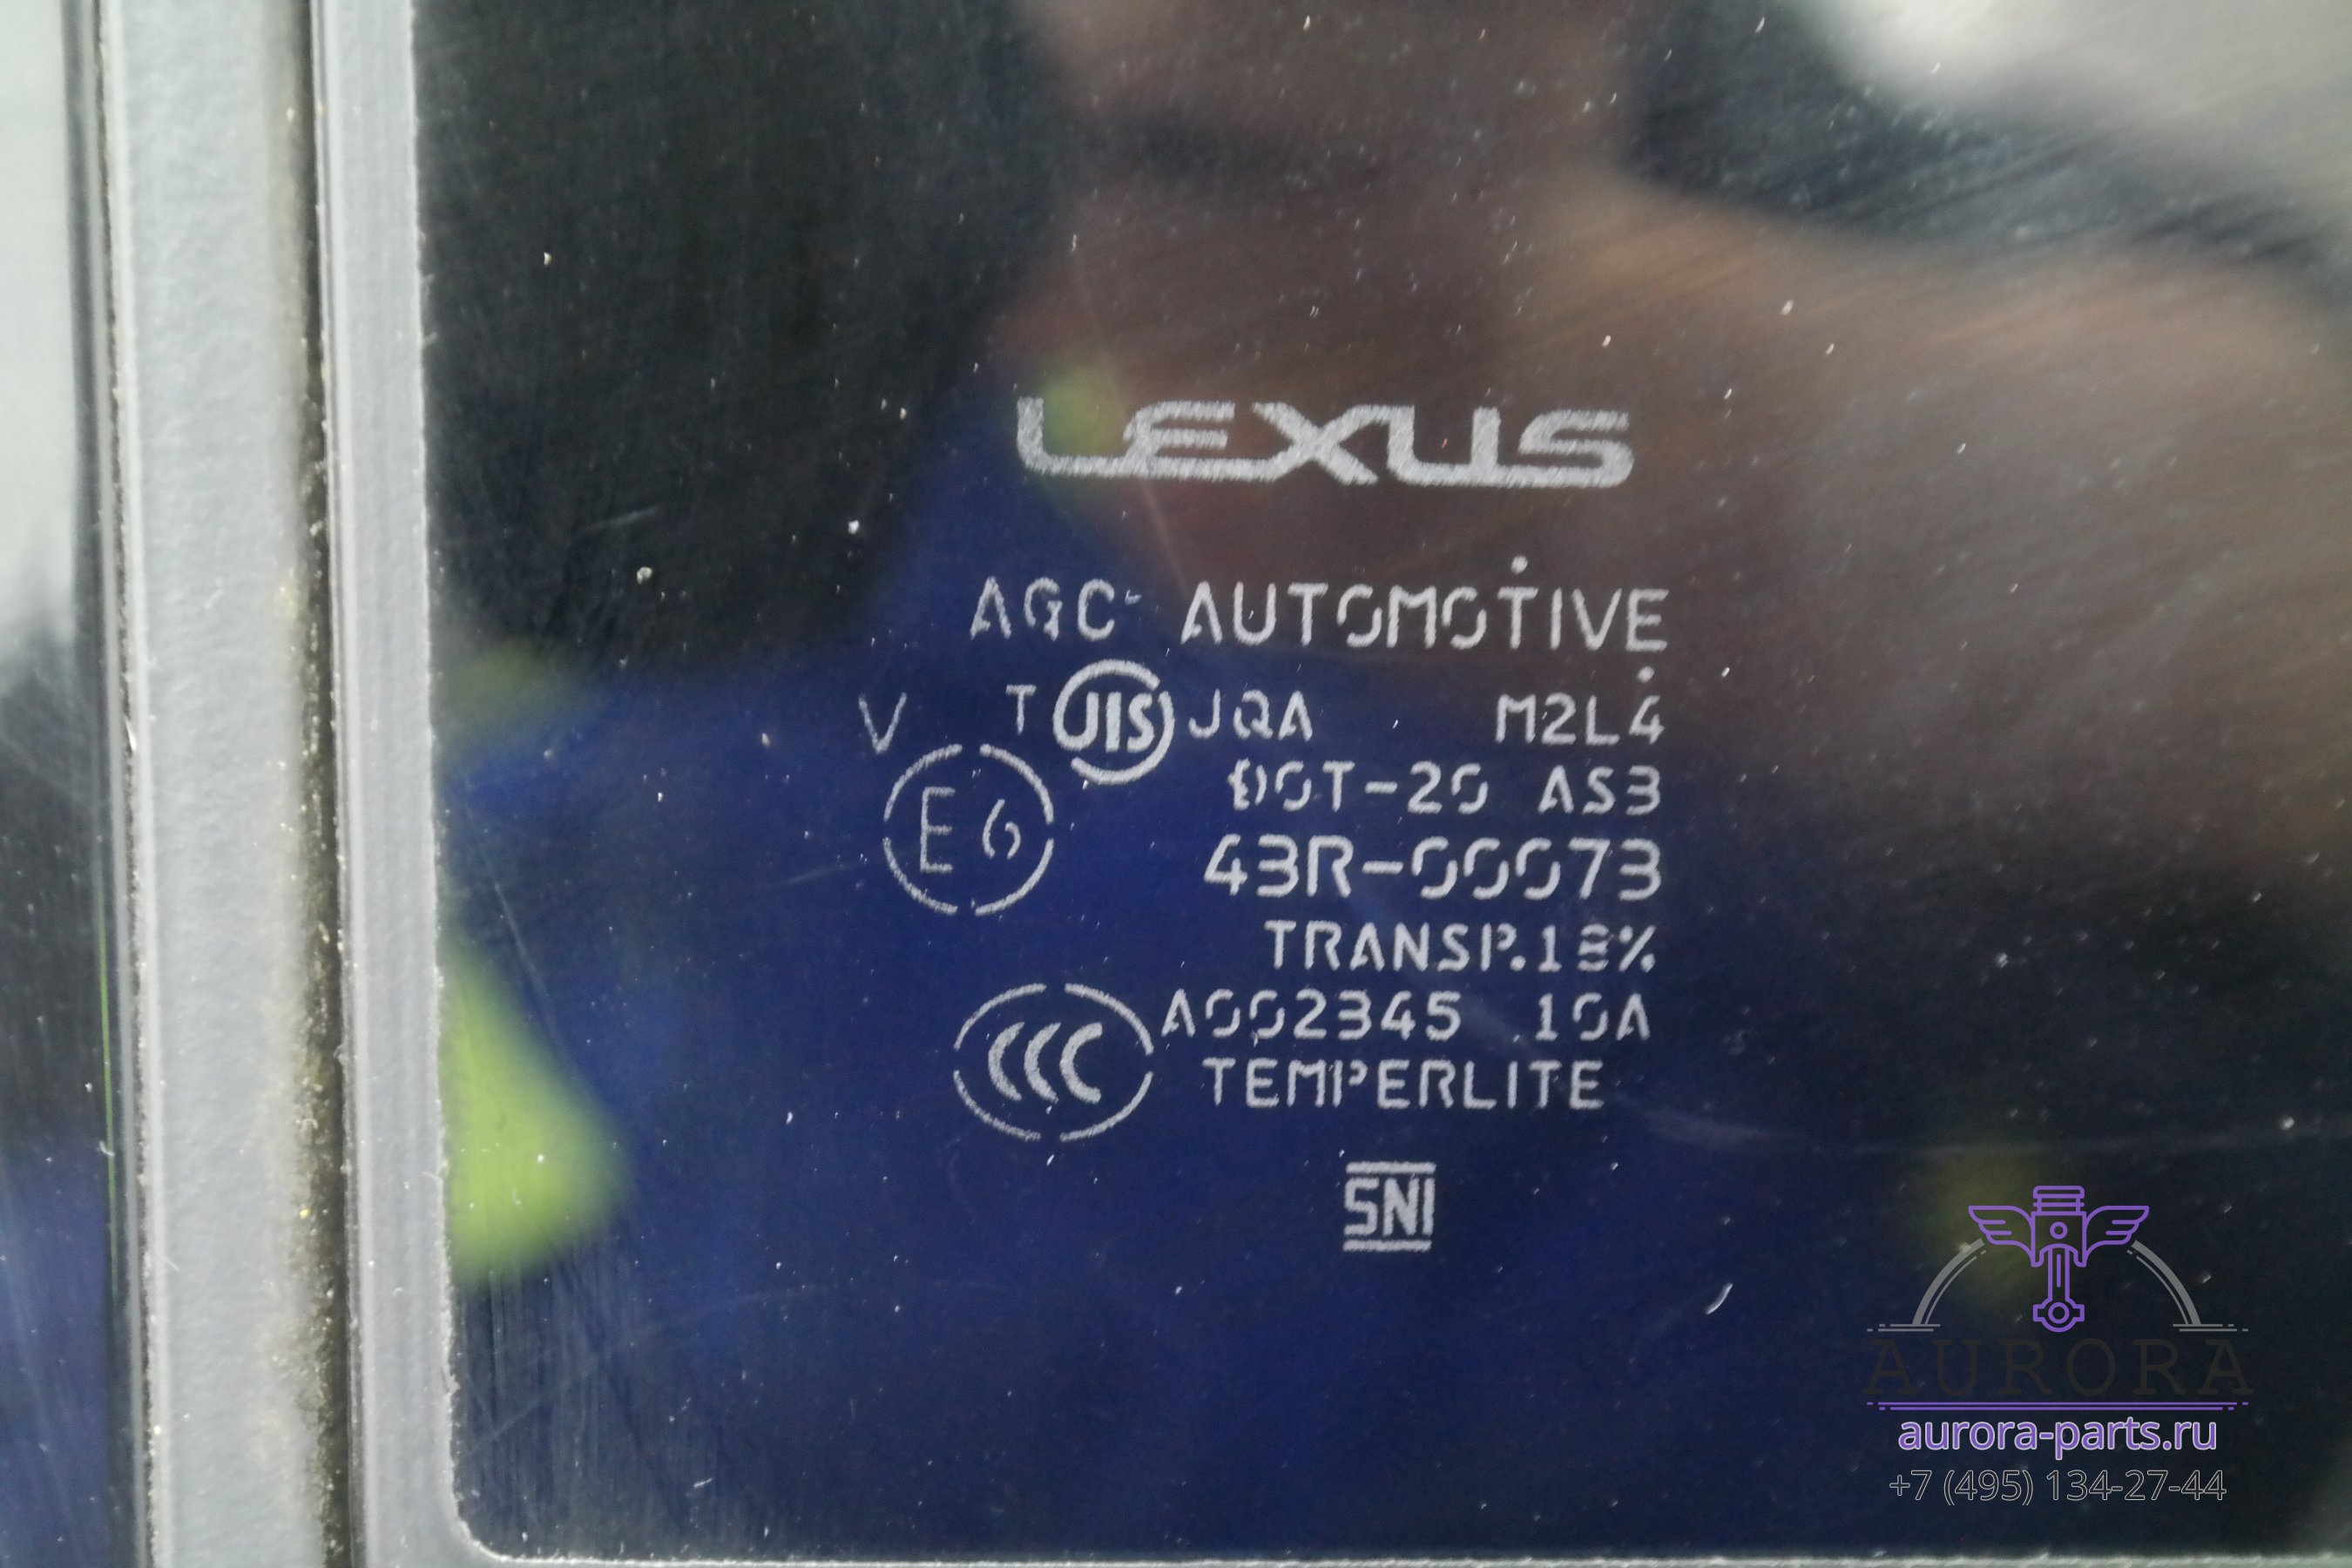 LEXUS
AGC AUTOMOTIVE
V T JIS JQA M2L4
DOT-20 AS3
E6 43R-00073
TRANSP.18%
CCC A002345 .10A
TEMPERLITE
SNI
AURORA
aurora-parts.ru
+7 (495) 134-27-44